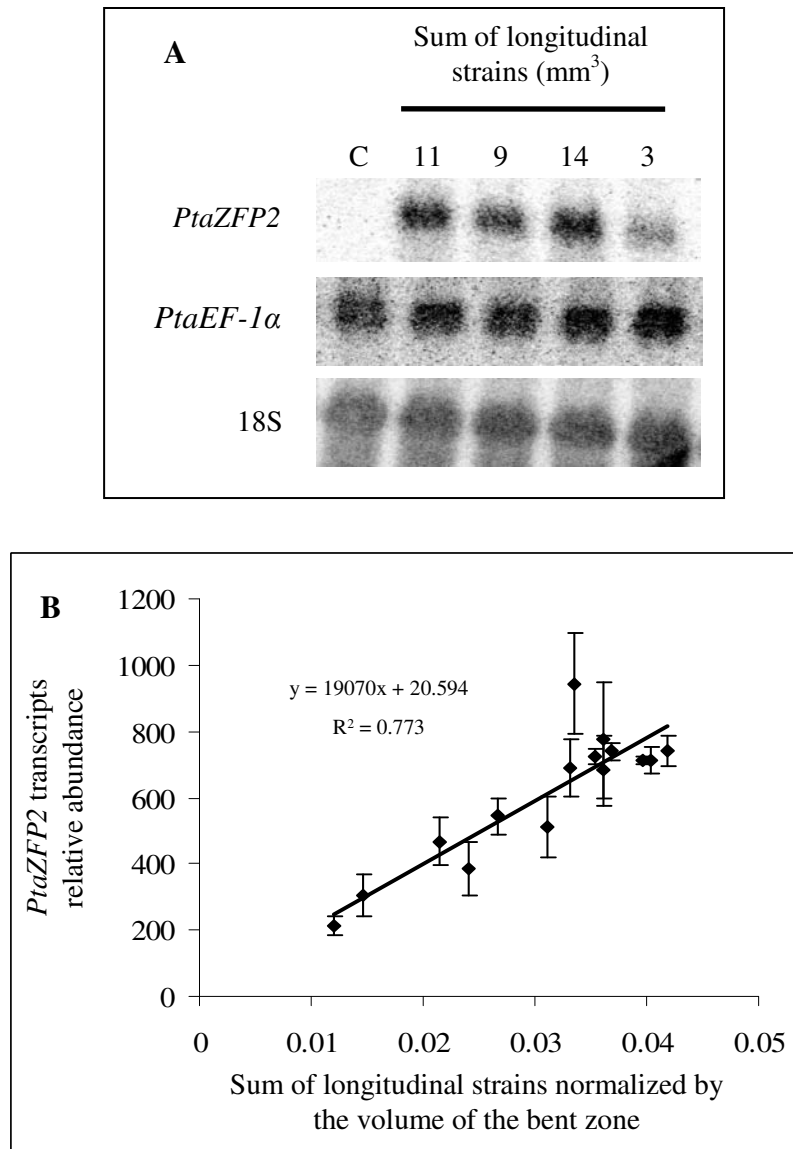 A
Sum of longitudinal
strains (mm³)
C 11 9 14 3
PtaZFP2
PtaEF-1α
18S
B
PtaZFP2 transcripts
relative abundance
1200
1000
800
600
400
200
0
y = 19070x + 20.594
R² = 0.773
0 0.01 0.02 0.03 0.04 0.05
Sum of longitudinal strains normalized by
the volume of the bent zone